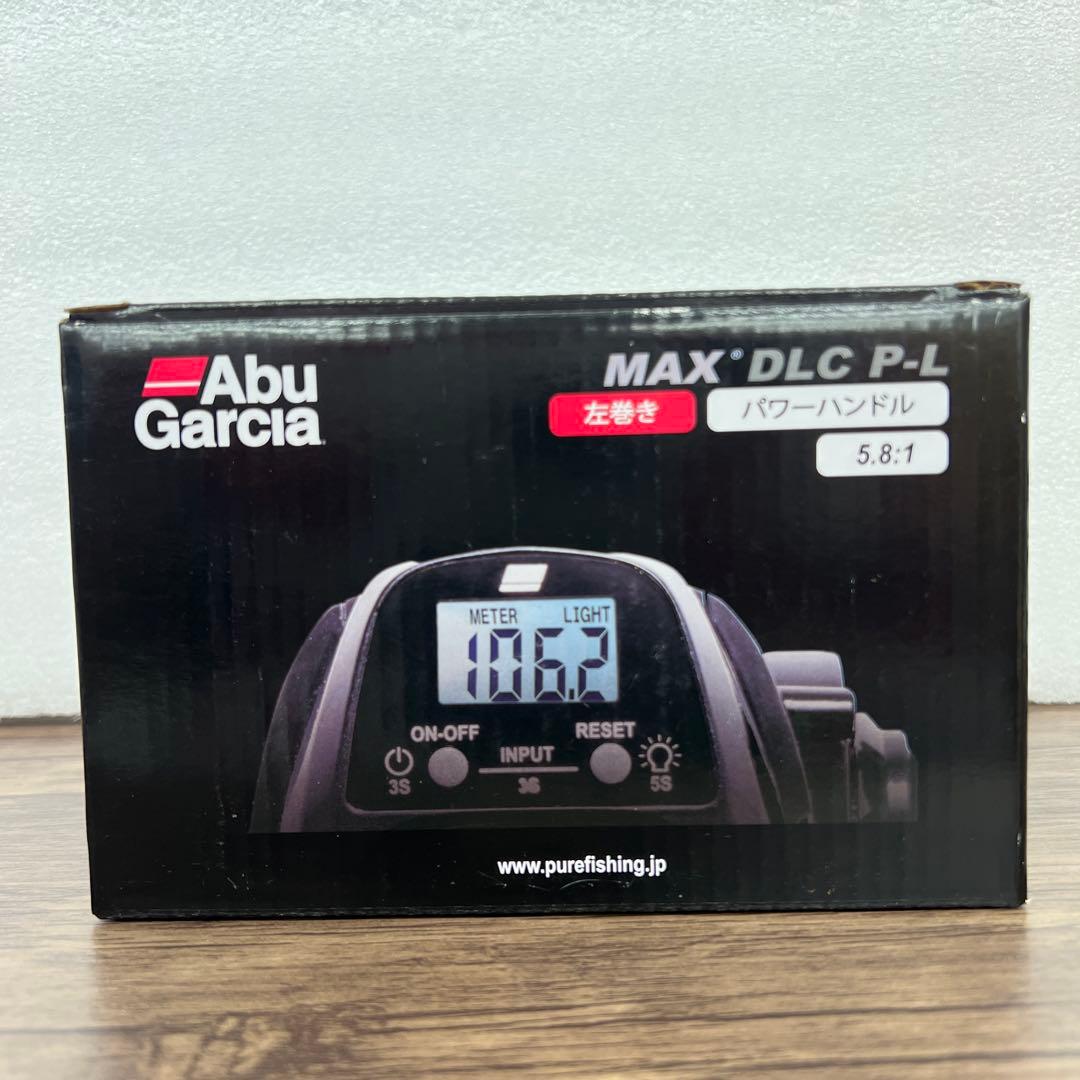 Abu
Garcia
MAX® DLC P-L
左巻き
パワーハンドル
5.8:1
METER LIGHT
106.2
ON-OFF
RESET
INPUT
3S
3S
5S
www.purefishing.jp